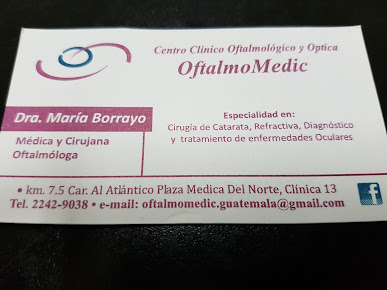 Centro Clinico Oftalmológico y Optica
OftalmoMedic
Dra. María Borrayo
Médica y Cirujana
Oftalmóloga
Especialidad en:
Cirugía de Catarata, Refractiva, Diagnóstico
y tratamiento de enfermedades Oculares
• km. 7.5 Car. Al Atlántico Plaza Medica Del Norte, Clínica 13
Tel. 2242-9038 • e-mail: oftalmomedic.guatemala@gmail.com
f